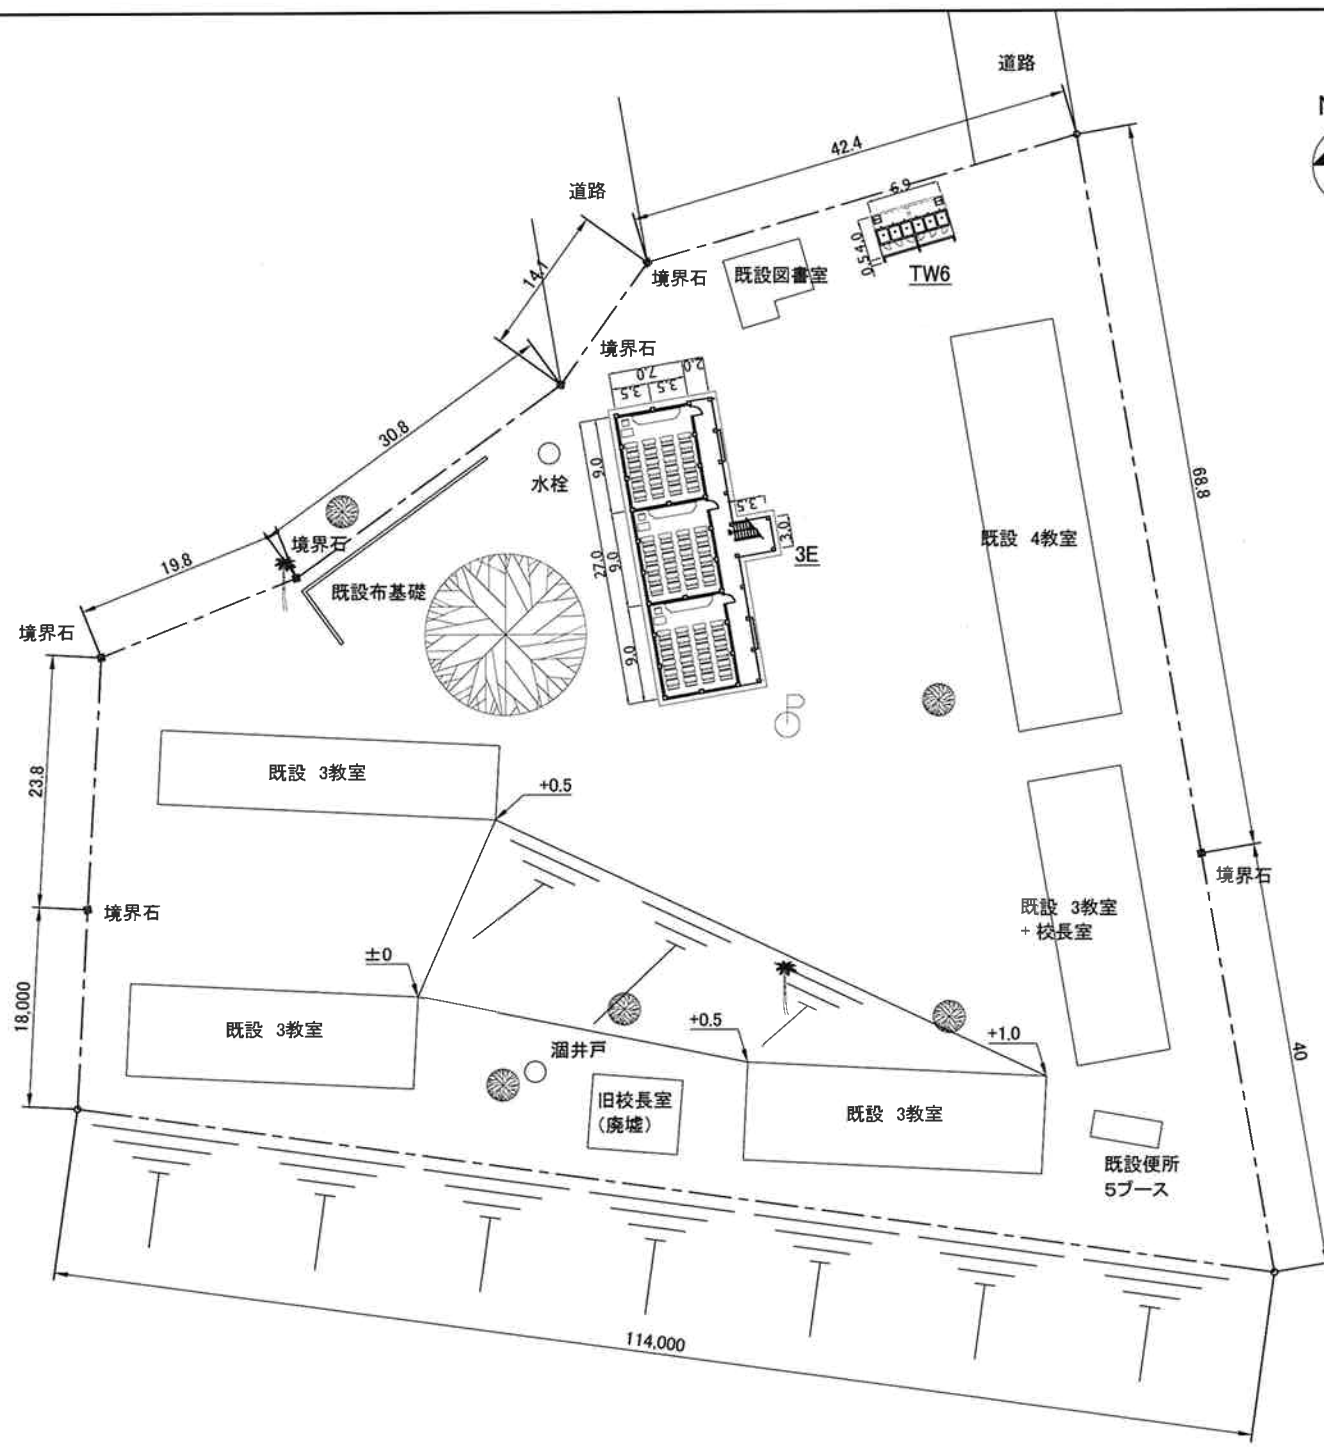 道路
N
42.4
道路
6.9
14.1
境界石
既設図書室
4.0
0.5
TW6
境界石
7.0
2.0
3.5
3.5
30.8
水栓
9.0
68.8
3.5
3.0
既設 4教室
境界石
19.8
27.0
9.0
3E
既設布基礎
境界石
9.0
既設 3教室
+0.5
23.8
境界石
境界石
既設 3教室
+ 校長室
±0
18,000
既設 3教室
+0.5
+1.0
涸井戸
40
旧校長室
（廃墟）
既設 3教室
既設便所
5ブース
114,000